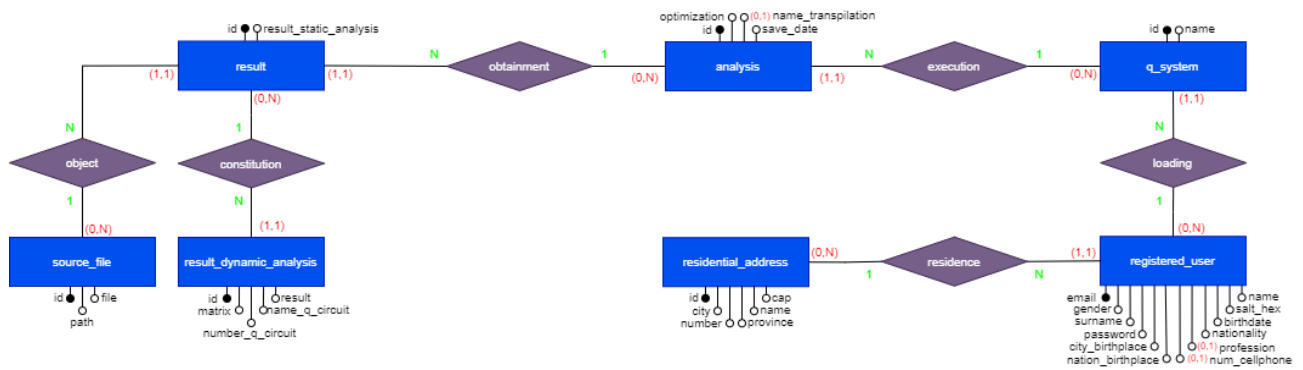 optimization (0,1) name_transpilation
id result_static_analysis
id save_date
id name
result
(1,1)
(1,1)
N
obtainment
1
analysis
(0,N)
(1,1)
N
execution
1
q_system
(0,N)
(0,N)
(1,1)
N
1
N
object
constitution
loading
1
N
1
(0,N)
(1,1)
(0,N)
source_file
result_dynamic_analysis
residential_address
(0,N)
1
residence
N
(1,1)
registered_user
id file
path
id result
matrix name_q_circuit
number_q_circuit
id cap
city name
number province
email name
gender salt_hex
surname birthdate
password nationality
city_birthplace (0,1) profession
nation_birthplace (0,1) num_cellphone